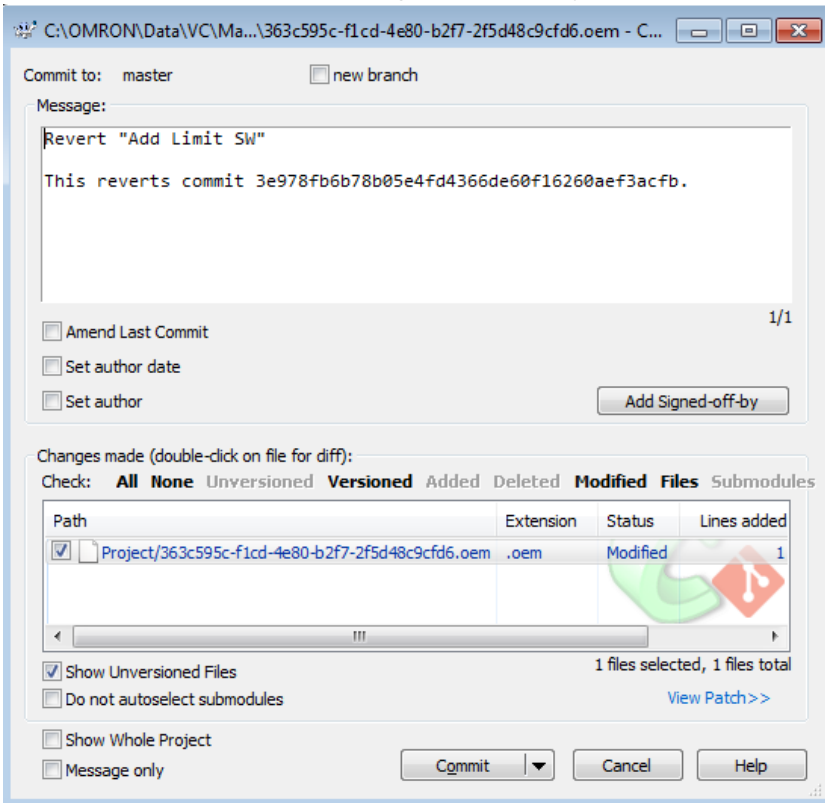 C:\OMRON\Data\VC\Ma...\363c595c-f1cd-4e80-b2f7-2f5d48c9cfd6.oem - C...
Commit to: master new branch
Message:
Revert "Add Limit SW"
This reverts commit 3e978fb6b78b05e4fd4366de60f16260aef3acfb.
1/1
Amend Last Commit
Set author date
Set author Add Signed-off-by
Changes made (double-click on file for diff):
Check: All None Unversioned Versioned Added Deleted Modified Files Submodules
Path Extension Status Lines added
Project/363c595c-f1cd-4e80-b2f7-2f5d48c9cfd6.oem .oem Modified 1
Show Unversioned Files 1 files selected, 1 files total
Do not autoselect submodules View Patch>>
Show Whole Project
Message only Commit Cancel Help